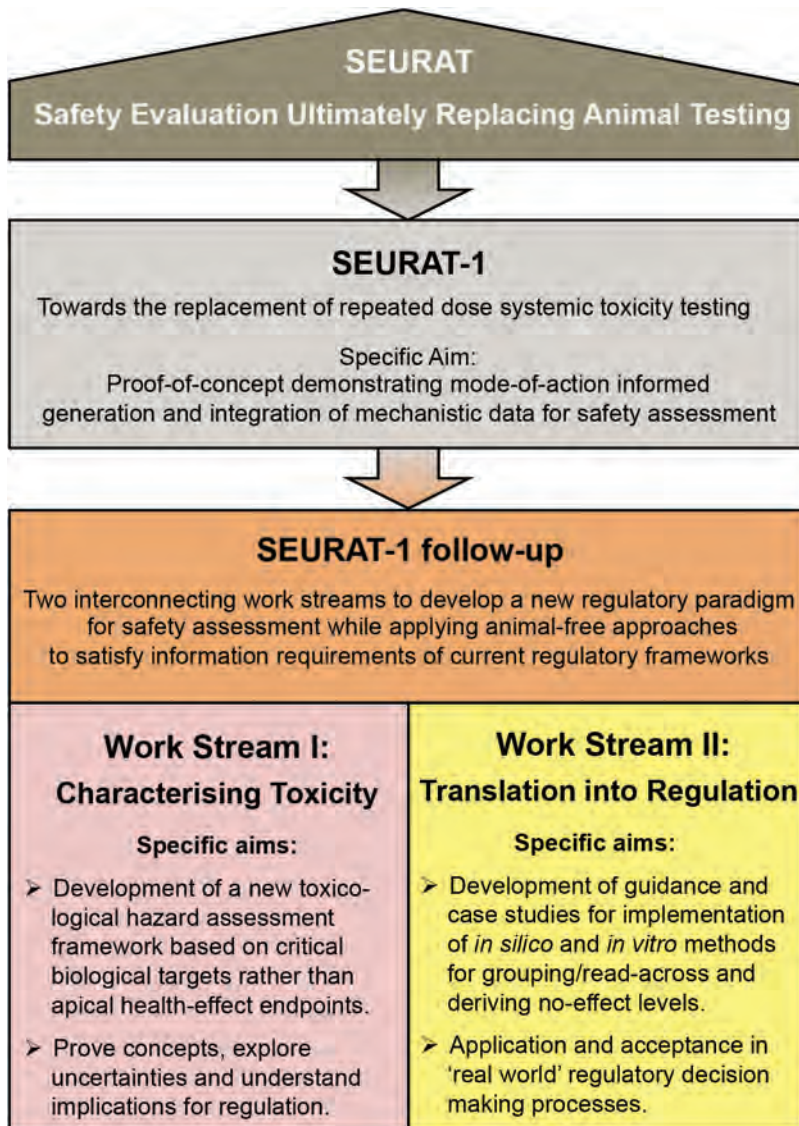 SEURAT
Safety Evaluation Ultimately Replacing Animal Testing
SEURAT-1
Towards the replacement of repeated dose systemic toxicity testing
Specific Aim:
Proof-of-concept demonstrating mode-of-action informed
generation and integration of mechanistic data for safety assessment
SEURAT-1 follow-up
Two interconnecting work streams to develop a new regulatory paradigm
for safety assessment while applying animal-free approaches
to satisfy information requirements of current regulatory frameworks
Work Stream I:
Characterising Toxicity
Specific aims:
➢ Development of a new toxico-
logical hazard assessment
framework based on critical
biological targets rather than
apical health-effect endpoints.
➢ Prove concepts, explore
uncertainties and understand
implications for regulation.
Work Stream II:
Translation into Regulation
Specific aims:
➢ Development of guidance and
case studies for implementation
of in silico and in vitro methods
for grouping/read-across and
deriving no-effect levels.
➢ Application and acceptance in
‘real world’ regulatory decision
making processes.